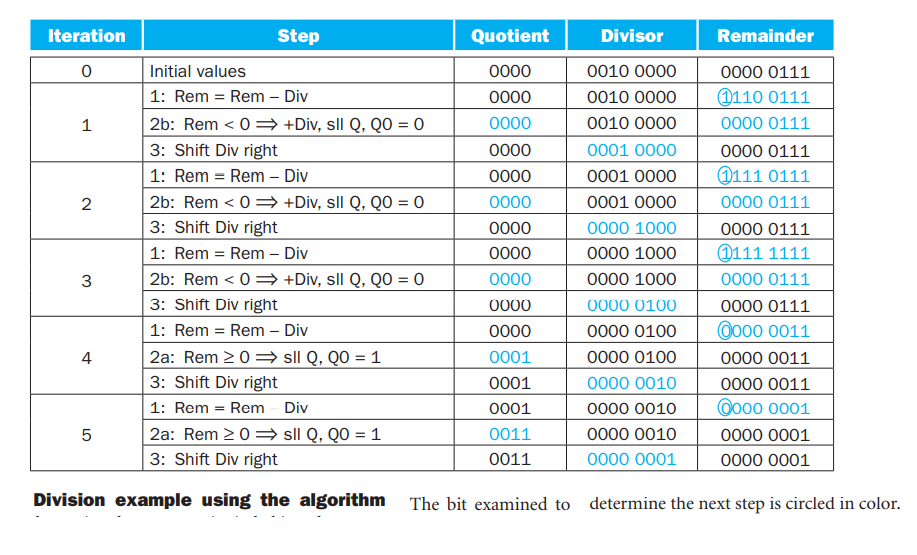 Iteration Step Quotient Divisor Remainder
0 Initial values 0000 0010 0000 0000 0111
1: Rem = Rem – Div 0000 0010 0000 1110 0111
1 2b: Rem < 0 ⟹ +Div, sll Q, Q0 = 0 0000 0010 0000 0000 0111
3: Shift Div right 0000 0001 0000 0000 0111
1: Rem = Rem – Div 0000 0001 0000 1111 0111
2 2b: Rem < 0 ⟹ +Div, sll Q, Q0 = 0 0000 0001 0000 0000 0111
3: Shift Div right 0000 0000 1000 0000 0111
1: Rem = Rem – Div 0000 0000 1000 1111 1111
3 2b: Rem < 0 ⟹ +Div, sll Q, Q0 = 0 0000 0000 1000 0000 0111
3: Shift Div right 0000 0000 0100 0000 0111
1: Rem = Rem – Div 0000 0000 0100 0000 0011
4 2a: Rem ≥ 0 ⟹ sll Q, Q0 = 1 0001 0000 0100 0000 0011
3: Shift Div right 0001 0000 0010 0000 0011
1: Rem = Rem – Div 0001 0000 0010 0000 0001
5 2a: Rem ≥ 0 ⟹ sll Q, Q0 = 1 0011 0000 0010 0000 0001
3: Shift Div right 0011 0000 0001 0000 0001
Division example using the algorithm The bit examined to determine the next step is circled in color.